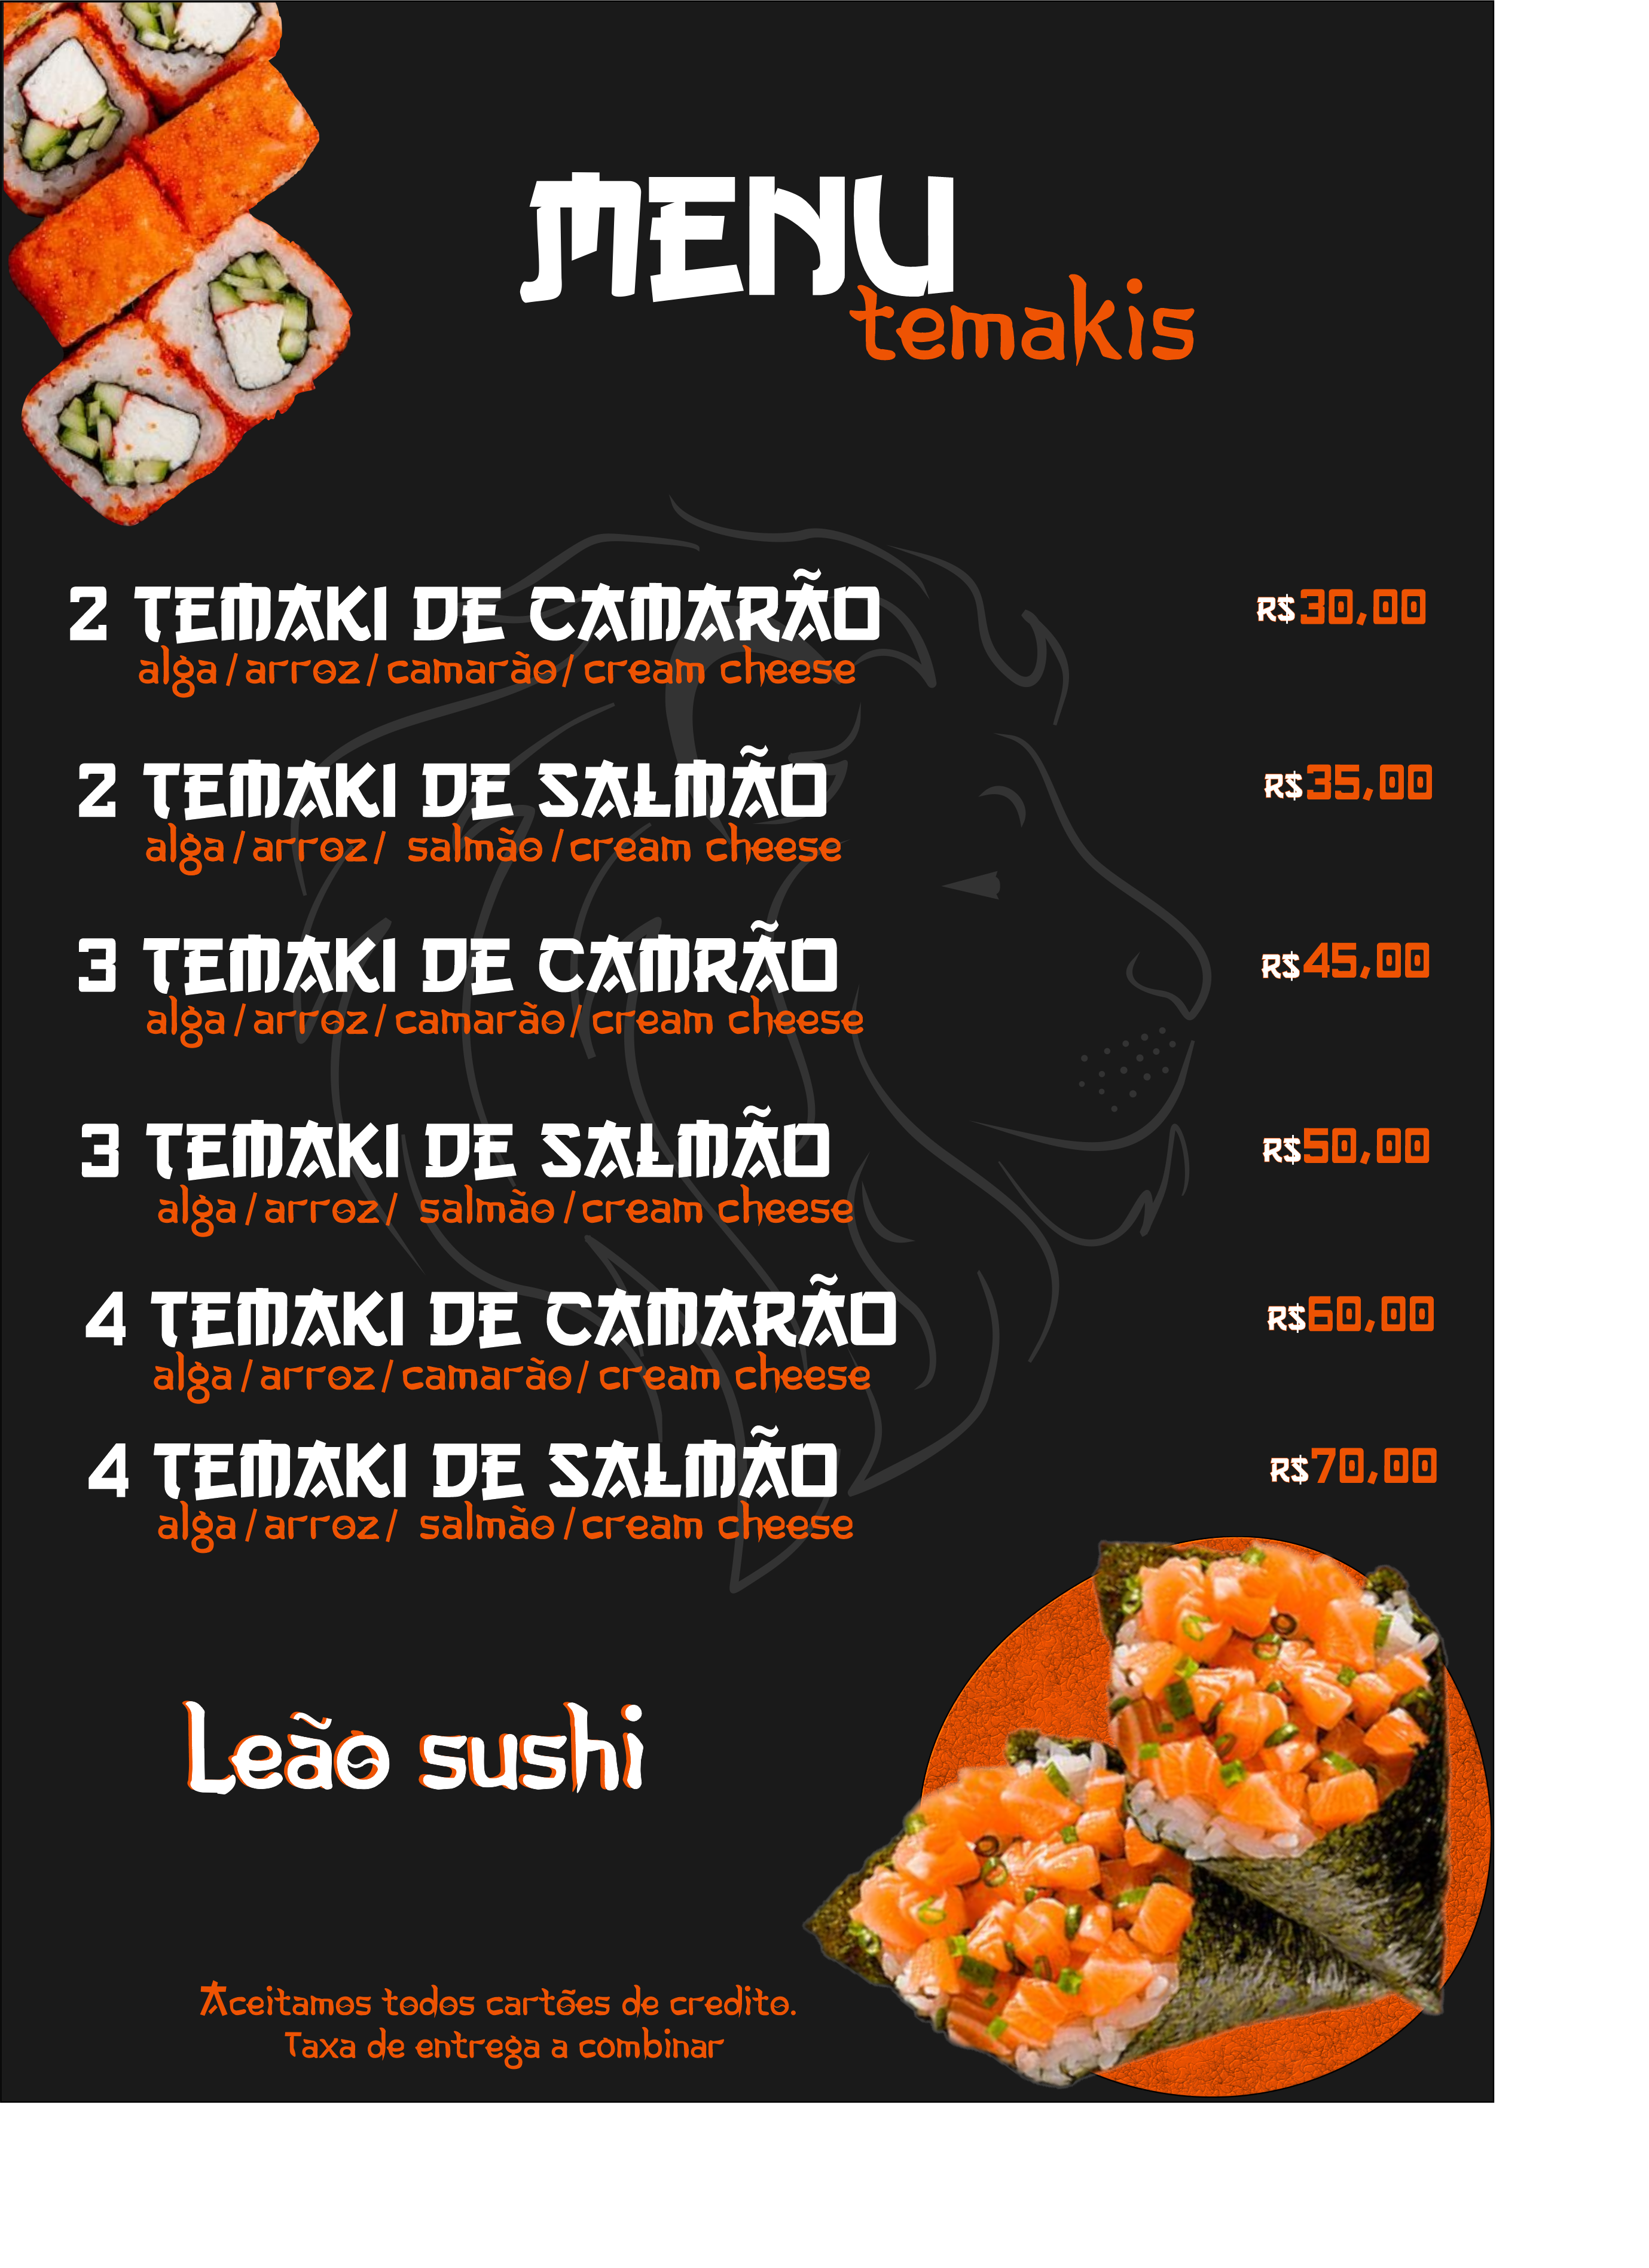 MENU
temakis
2 TEMAKI DE CAMARÃO R$30,00
alga/arroz/camarão/cream cheese
2 TEMAKI DE SALMÃO R$35,00
alga/arroz/ salmão/cream cheese
3 TEMAKI DE CAMRÃO R$45,00
alga/arroz/camarão/cream cheese
3 TEMAKI DE SALMÃO R$50,00
alga/arroz/ salmão/cream cheese
4 TEMAKI DE CAMARÃO R$60,00
alga/arroz/camarão/cream cheese
4 TEMAKI DE SALMÃO R$70,00
alga/arroz/ salmão/cream cheese
Leão sushi
Aceitamos todos cartões de credito.
Taxa de entrega a combinar